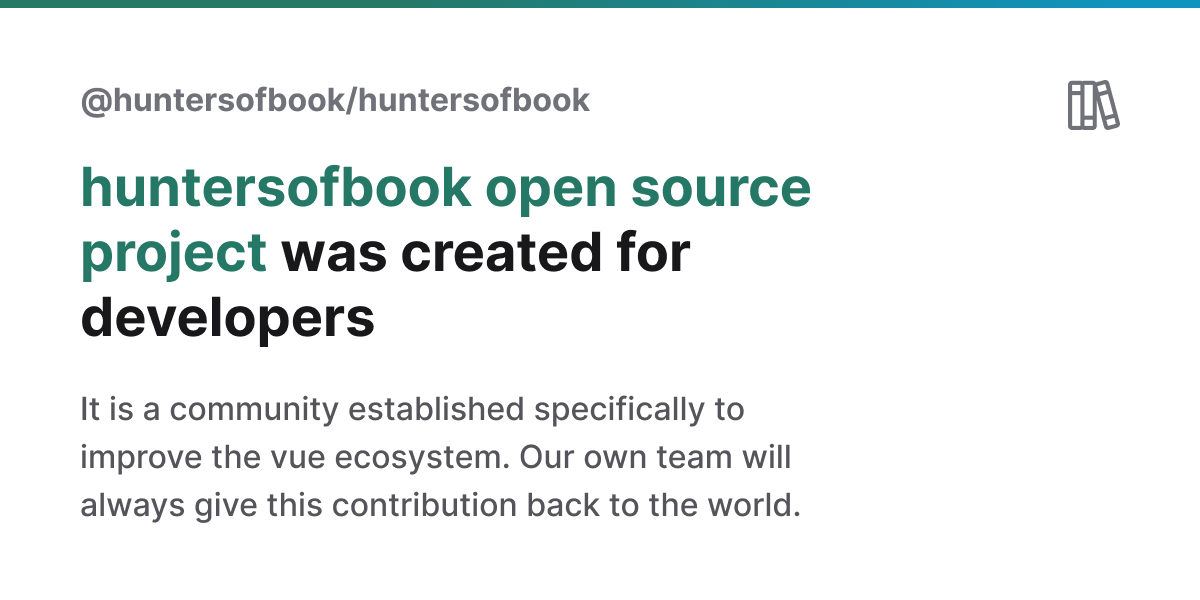 @huntersofbook/huntersofbook
huntersofbook open source
project was created for
developers
It is a community established specifically to
improve the vue ecosystem. Our own team will
always give this contribution back to the world.